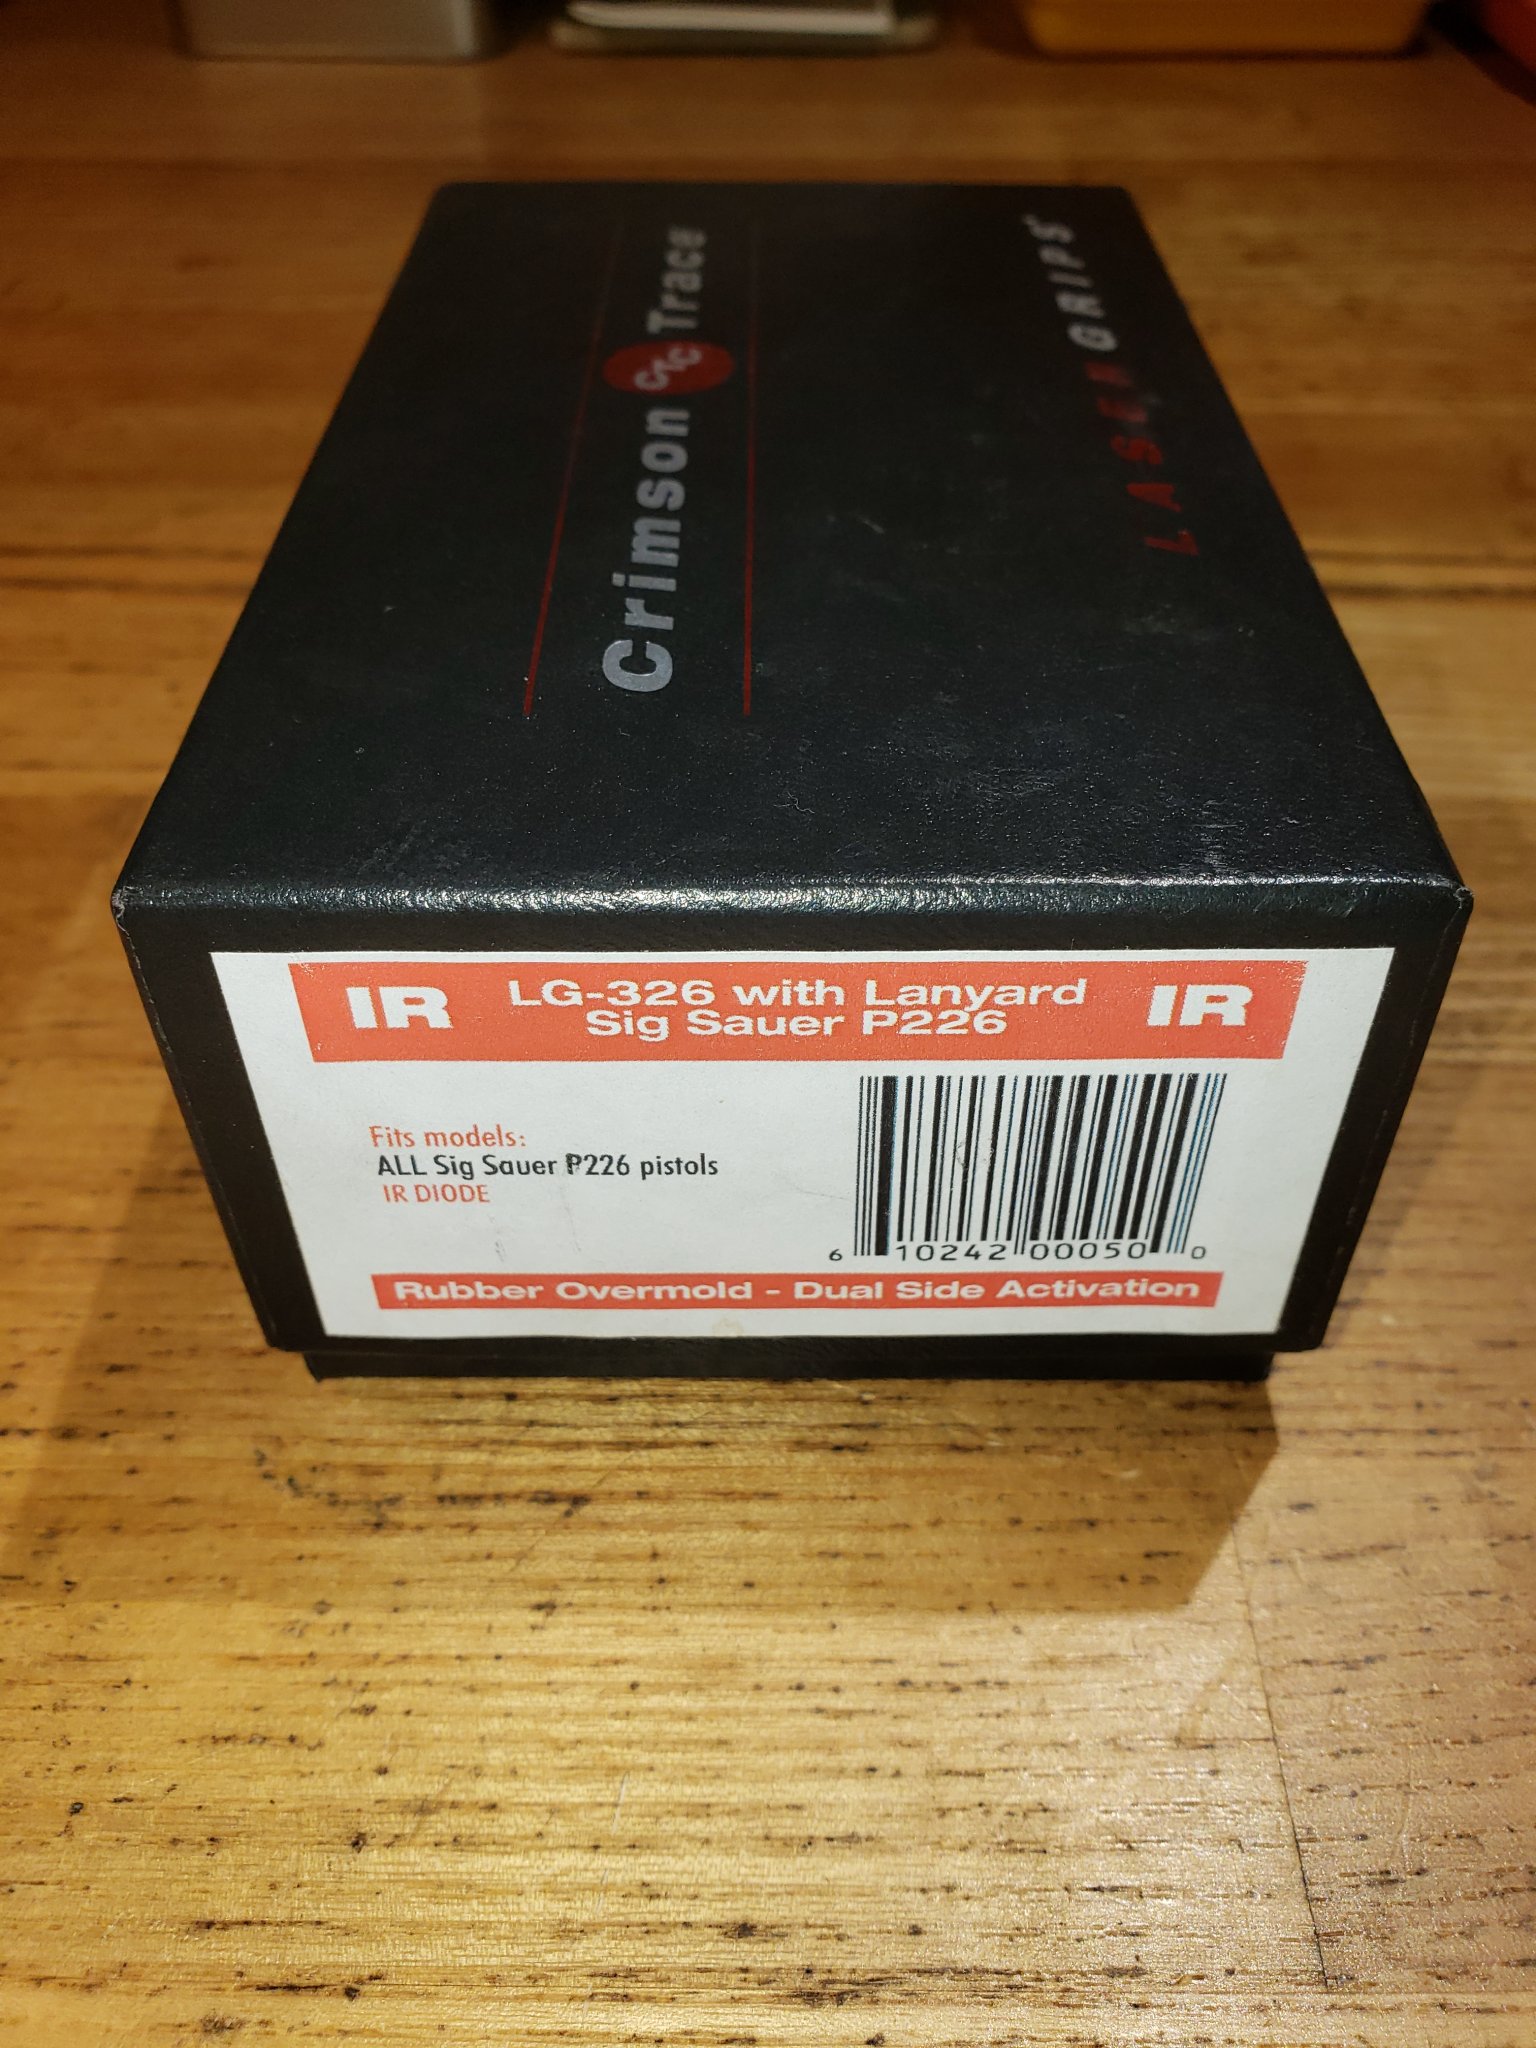 Crimson CTC Trace
LASER GRIPS
IR LG-326 with Lanyard IR
Sig Sauer P226
Fits models:
ALL Sig Sauer P226 pistols
IR DIODE
6 10242 00050 0
Rubber Overmold - Dual Side Activation